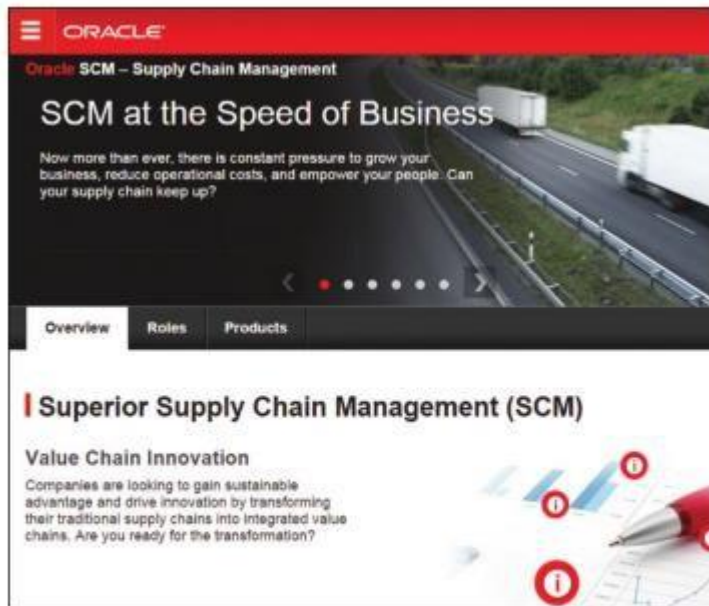 ORACLE
Oracle SCM – Supply Chain Management
SCM at the Speed of Business
Now more than ever, there is constant pressure to grow your
business, reduce operational costs, and empower your people. Can
your supply chain keep up?
Overview Roles Products
Superior Supply Chain Management (SCM)
Value Chain Innovation
Companies are looking to gain sustainable
advantage and drive innovation by transforming
their traditional supply chains into integrated value
chains. Are you ready for the transformation?